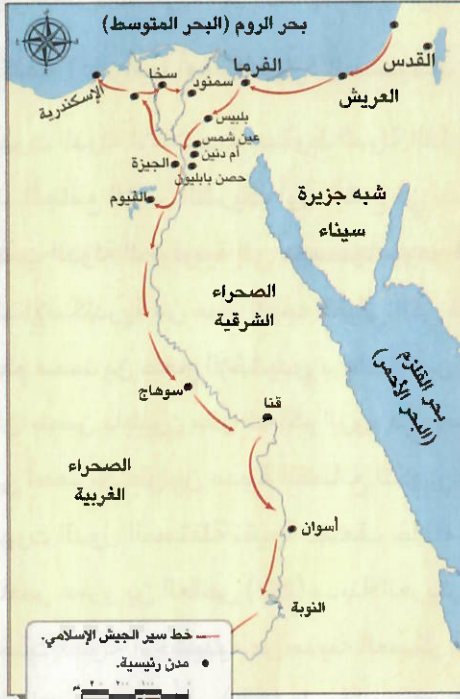 بحر الروم (البحر المتوسط)
القدس
الفرما
العريش
سمنود
سخا
الإسكندرية
بلبيس
عين شمس
أم دنين
حصن بابليون
الجيزة
الفيوم
شبه جزيرة
سيناء
الصحراء
الشرقية
بحر القلزم
(البحر الأحمر)
سوهاج
قنا
الصحراء
الغربية
أسوان
النوبة
خط سير الجيش الإسلامي.
مدن رئيسية.